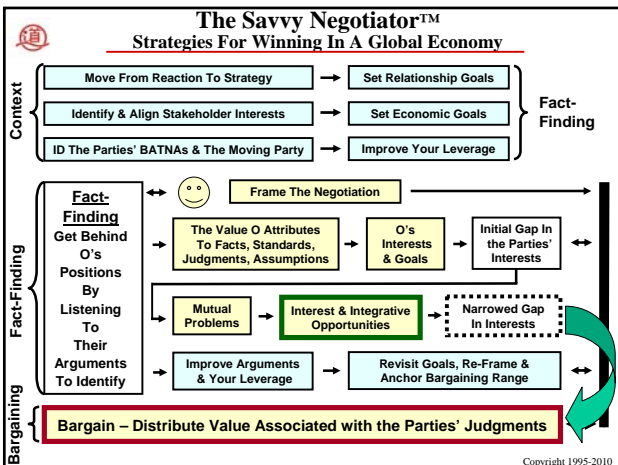 The Savvy Negotiator™
Strategies For Winning In A Global Economy
道
Context
Move From Reaction To Strategy
Set Relationship Goals
Identify & Align Stakeholder Interests
Set Economic Goals
ID The Parties' BATNAs & The Moving Party
Improve Your Leverage
Fact-
Finding
Fact-Finding
Fact-
Finding
Get Behind
O's
Positions
By
Listening
To
Their
Arguments
To Identify
Frame The Negotiation
The Value O Attributes
To Facts, Standards,
Judgments, Assumptions
O's
Interests
& Goals
Initial Gap In
the Parties'
Interests
Mutual
Problems
Interest & Integrative
Opportunities
Narrowed Gap
In Interests
Improve Arguments
& Your Leverage
Revisit Goals, Re-Frame &
Anchor Bargaining Range
Bargaining
Bargain – Distribute Value Associated with the Parties' Judgments
Copyright 1995-2010